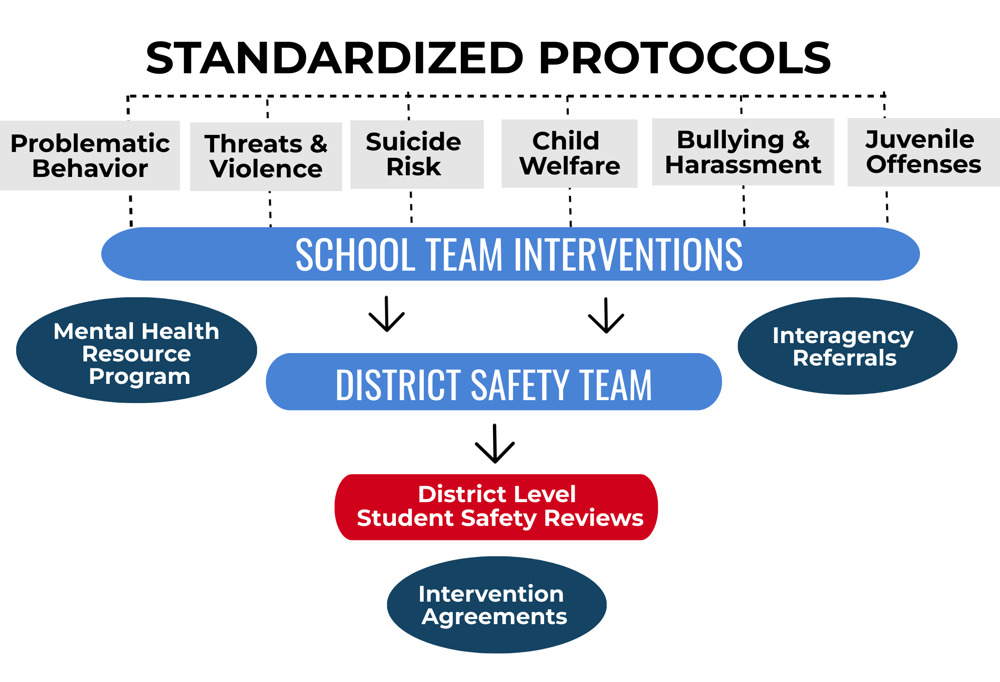 STANDARDIZED PROTOCOLS
Problematic
Behavior
Threats &
Violence
Suicide
Risk
Child
Welfare
Bullying &
Harassment
Juvenile
Offenses
SCHOOL TEAM INTERVENTIONS
Mental Health
Resource
Program
Interagency
Referrals
DISTRICT SAFETY TEAM
District Level
Student Safety Reviews
Intervention
Agreements